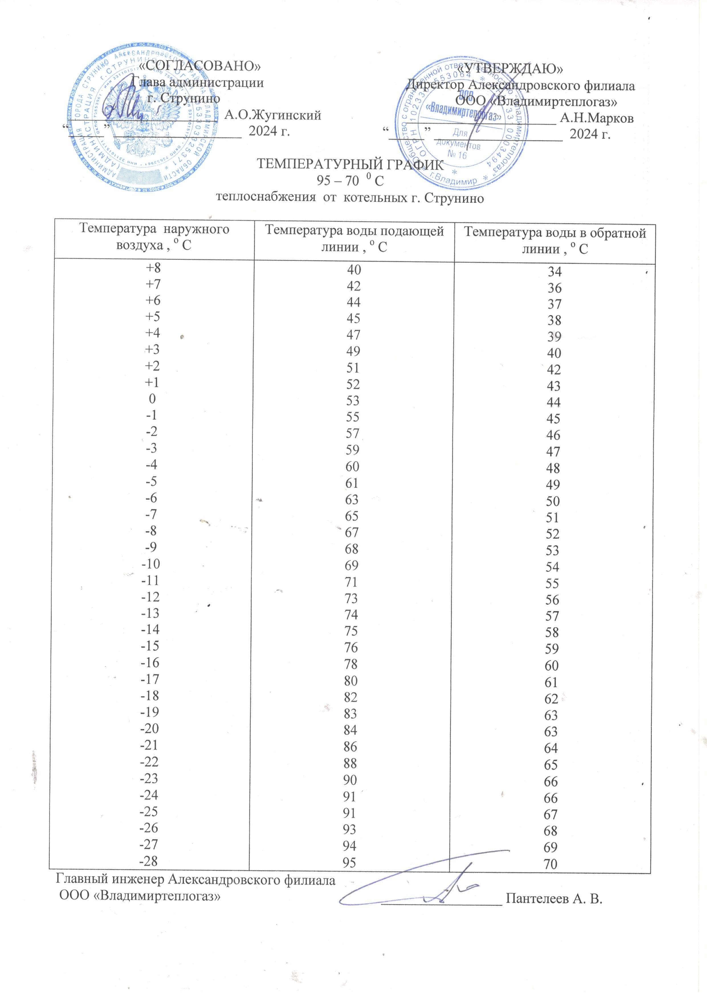 «СОГЛАСОВАНО»
Глава администрации
г. Струнино
А.О.Жугинский
“ ” 2024 г.
«УТВЕРЖДАЮ»
Директор Александровского филиала
ООО «Владимиртеплогаз»
А.Н.Марков
“ ” 2024 г.
ООО
«Владимиртеплогаз»
Для
документов
№ 16
г.Владимир
ТЕМПЕРАТУРНЫЙ ГРАФИК
95 – 70 ⁰ С
теплоснабжения от котельных г. Струнино
Температура наружного воздуха , ⁰ С Температура воды подающей линии , ⁰ С Температура воды в обратной линии , ⁰ С
+8 40 34
+7 42 36
+6 44 37
+5 45 38
+4 47 39
+3 49 40
+2 51 42
+1 52 43
0 53 44
-1 55 45
-2 57 46
-3 59 47
-4 60 48
-5 61 49
-6 63 50
-7 65 51
-8 67 52
-9 68 53
-10 69 54
-11 71 55
-12 73 56
-13 74 57
-14 75 58
-15 76 59
-16 78 60
-17 80 61
-18 82 62
-19 83 63
-20 84 63
-21 86 64
-22 88 65
-23 90 66
-24 91 66
-25 91 67
-26 93 68
-27 94 69
-28 95 70
Главный инженер Александровского филиала
ООО «Владимиртеплогаз»
Пантелеев А. В.